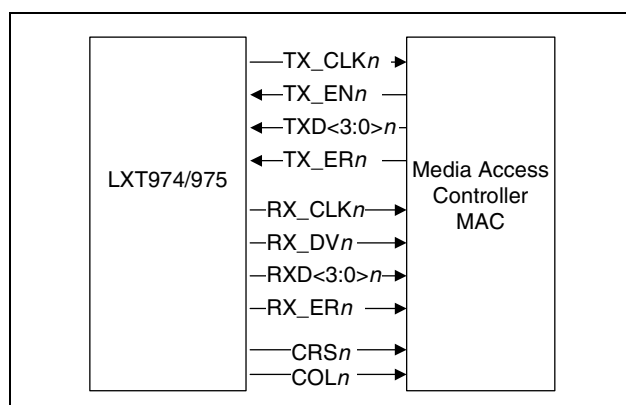 LXT974/975
TX_CLKn
TX_ENn
TXD<3:0>n
TX_ERn
RX_CLKn
RX_DVn
RXD<3:0>n
RX_ERn
CRSn
COLn
Media Access
Controller
MAC